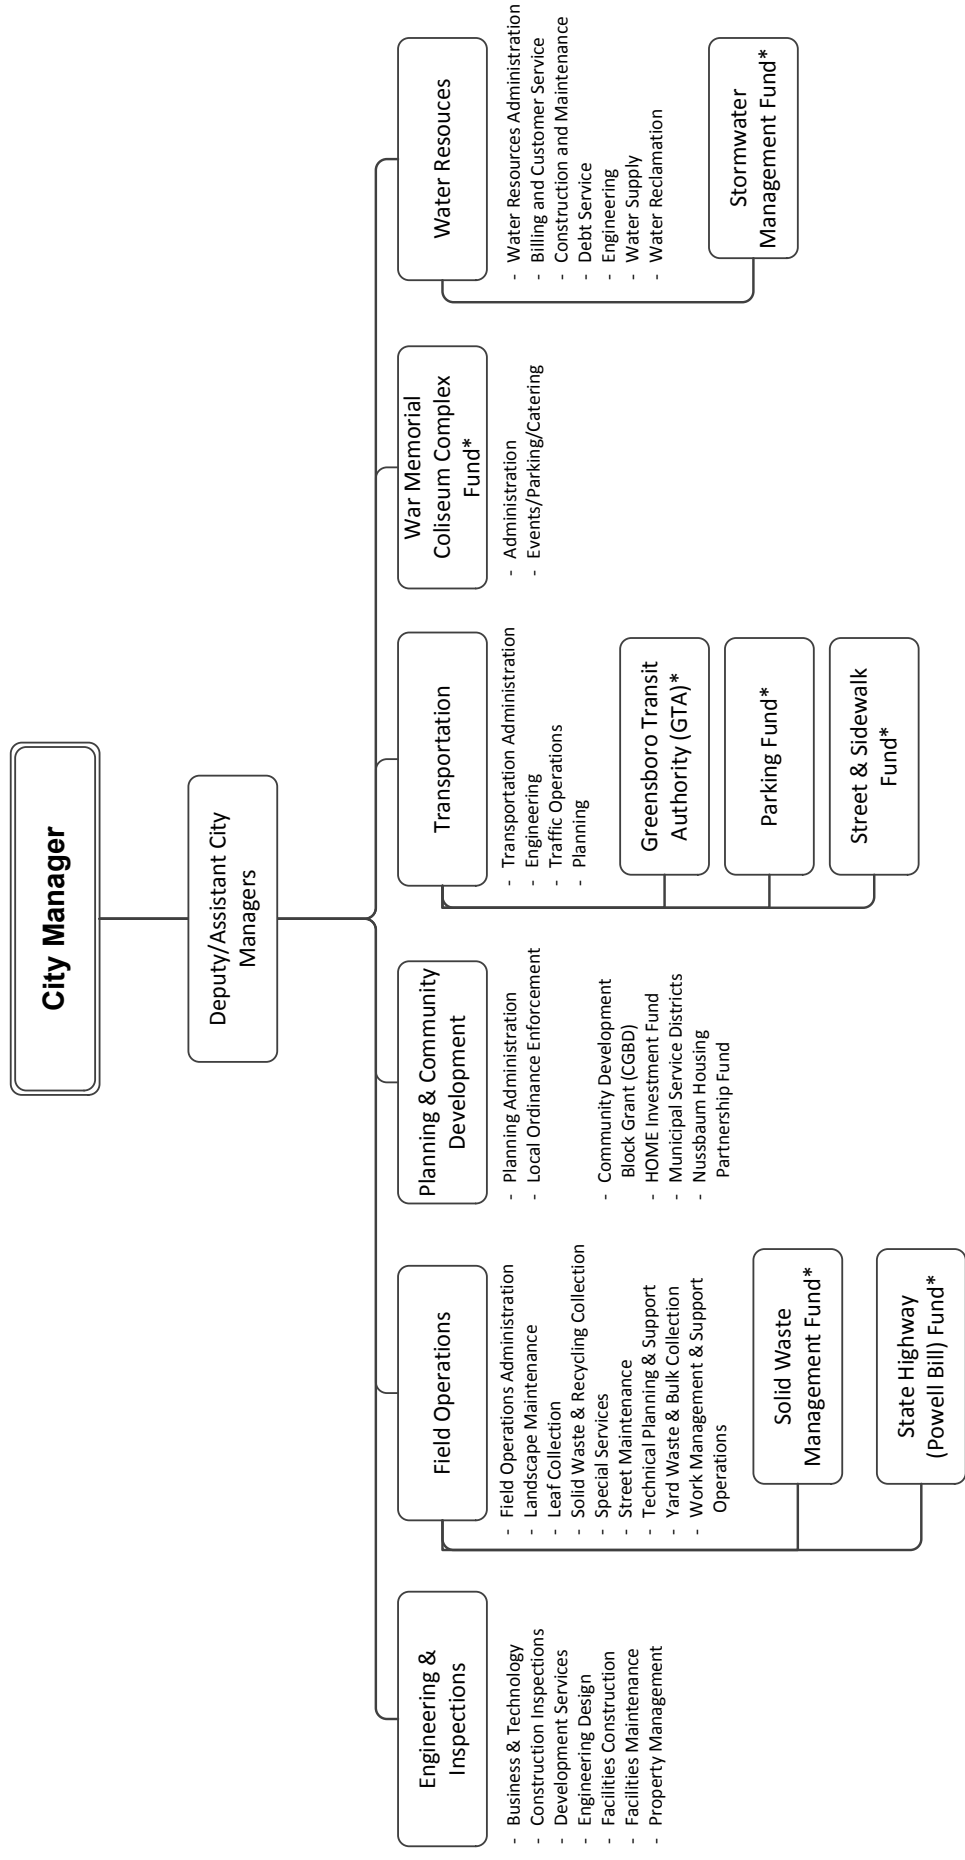 City Manager
Deputy/Assistant City
Managers
Engineering &
Inspections
- Business & Technology
- Construction Inspections
- Development Services
- Engineering Design
- Facilities Construction
- Facilities Maintenance
- Property Management
Field Operations
- Field Operations Administration
- Landscape Maintenance
- Leaf Collection
- Solid Waste & Recycling Collection
- Special Services
- Street Maintenance
- Technical Planning & Support
- Yard Waste & Bulk Collection
- Work Management & Support
Operations
Solid Waste
Management Fund*
State Highway
(Powell Bill) Fund*
Planning & Community
Development
- Planning Administration
- Local Ordinance Enforcement
- Community Development
Block Grant (CGBD)
- HOME Investment Fund
- Municipal Service Districts
- Nussbaum Housing
Partnership Fund
Transportation
- Transportation Administration
- Engineering
- Traffic Operations
- Planning
Greensboro Transit
Authority (GTA)*
Parking Fund*
Street & Sidewalk
Fund*
War Memorial
Coliseum Complex
Fund*
- Administration
- Events/Parking/Catering
Water Resouces
- Water Resources Administration
- Billing and Customer Service
- Construction and Maintenance
- Debt Service
- Engineering
- Water Supply
- Water Reclamation
Stormwater
Management Fund*